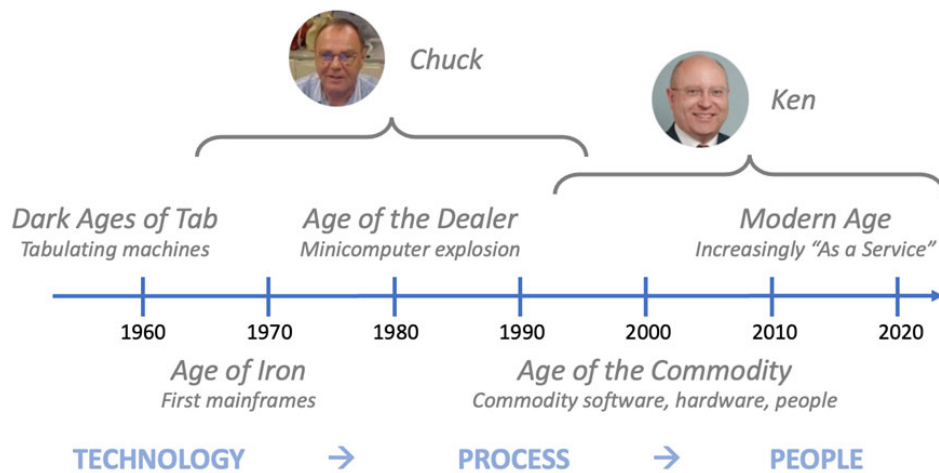 Chuck
Ken
Dark Ages of Tab
Tabulating machines
Age of the Dealer
Minicomputer explosion
Modern Age
Increasingly “As a Service”
1960 1970 1980 1990 2000 2010 2020
Age of Iron
First mainframes
Age of the Commodity
Commodity software, hardware, people
TECHNOLOGY → PROCESS → PEOPLE